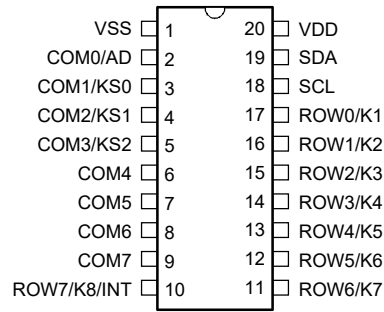 VSS 1 20 VDD
COM0/AD 2 19 SDA
COM1/KS0 3 18 SCL
COM2/KS1 4 17 ROW0/K1
COM3/KS2 5 16 ROW1/K2
COM4 6 15 ROW2/K3
COM5 7 14 ROW3/K4
COM6 8 13 ROW4/K5
COM7 9 12 ROW5/K6
ROW7/K8/INT 10 11 ROW6/K7